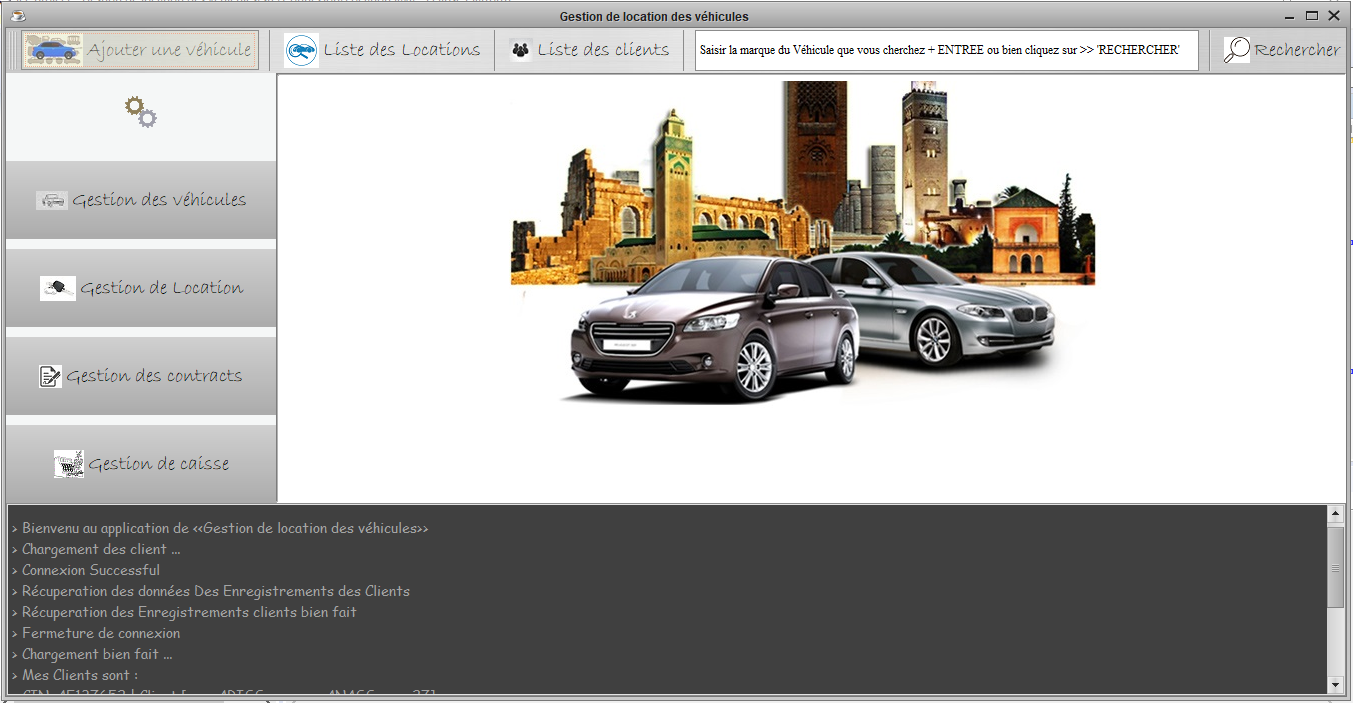 Gestion de location des véhicules
Ajouter une véhicule
Liste des Locations
Liste des clients
Saisir la marque du Véhicule que vous cherchez + ENTREE ou bien cliquez sur >> 'RECHERCHER'
Rechercher
Gestion des véhicules
Gestion de Location
Gestion des contracts
Gestion de caisse
> Bienvenu au application de <<Gestion de location des véhicules>>
> Chargement des client ...
> Connexion Successful
> Récuperation des données Des Enregistrements des Clients
> Récuperation des Enregistrements clients bien fait
> Fermeture de connexion
> Chargement bien fait ...
> Mes Clients sont :